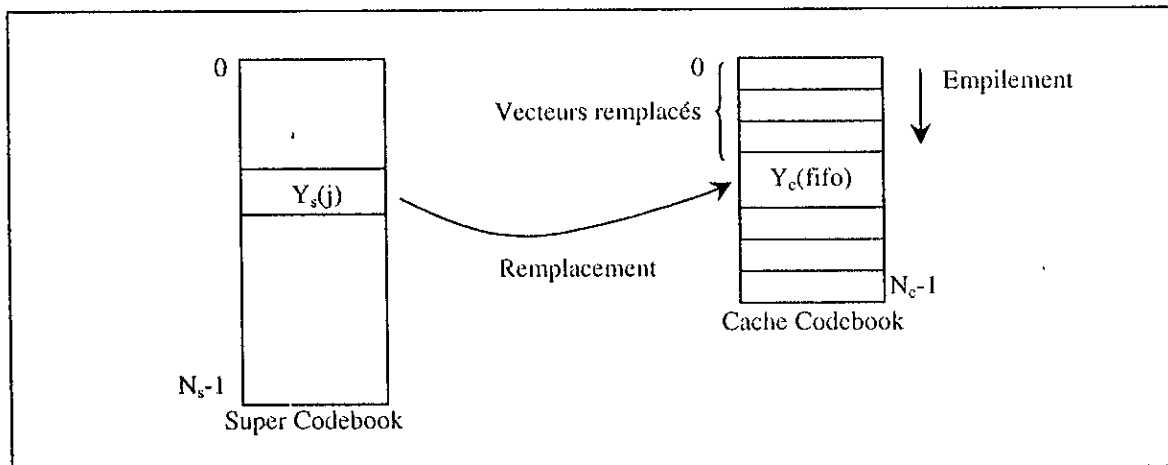 0
Y_s(j)
N_s-1
Super Codebook
Remplacement
0
Vecteurs remplacés
Y_c(fifo)
N_c-1
Cache Codebook
Empilement